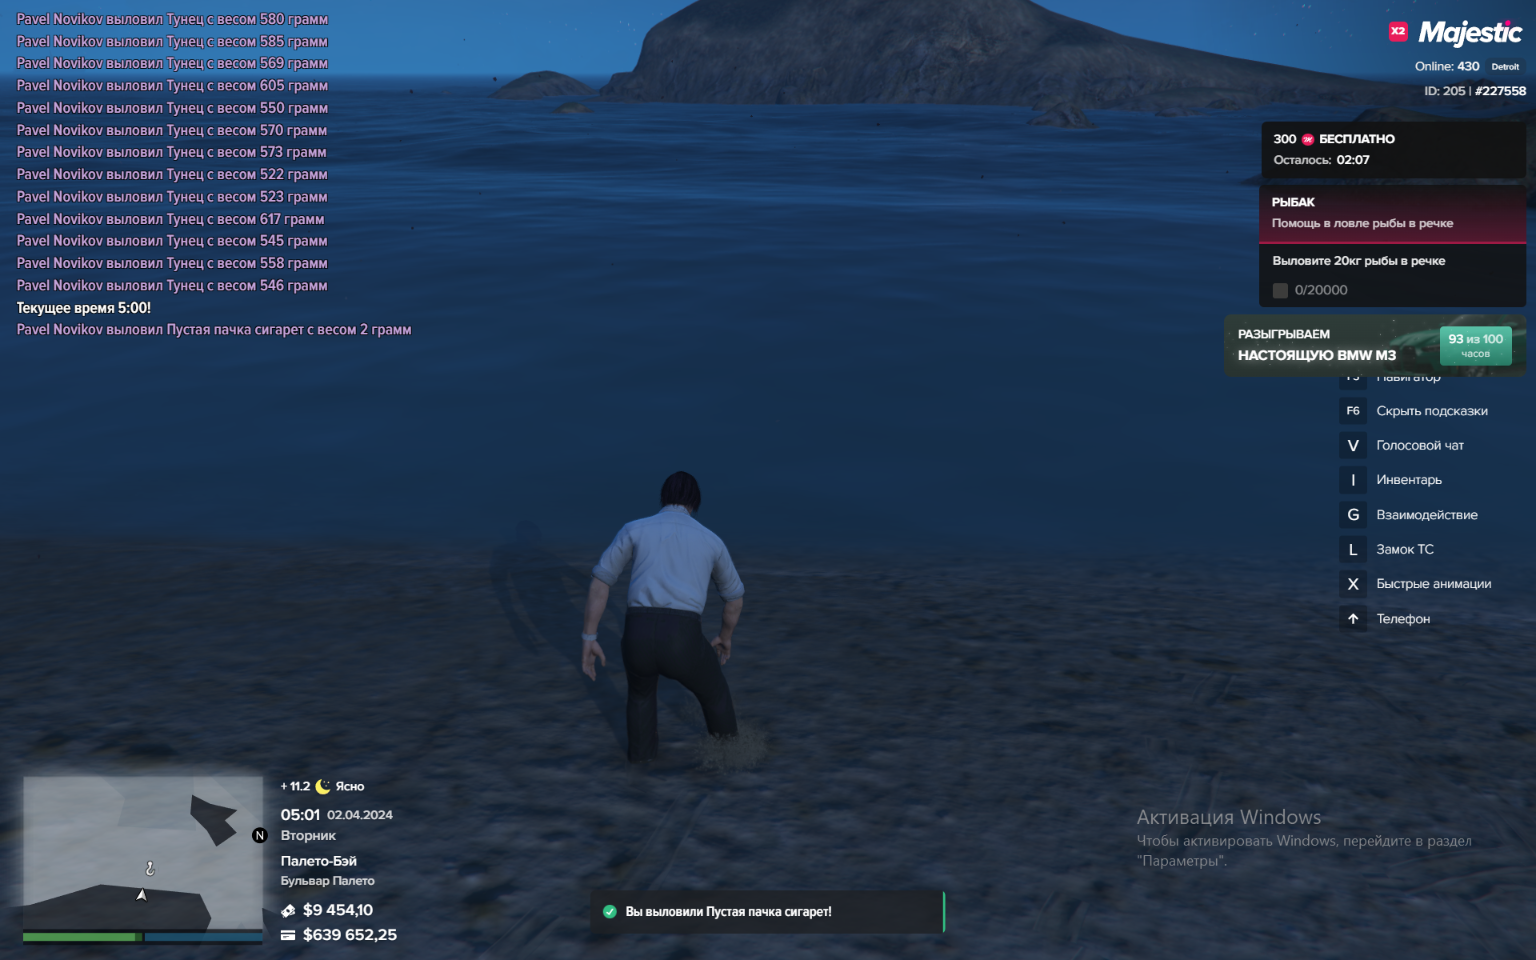 Pavel Novikov выловил Тунец с весом 580 грамм
Pavel Novikov выловил Тунец с весом 585 грамм
Pavel Novikov выловил Тунец с весом 569 грамм
Pavel Novikov выловил Тунец с весом 605 грамм
Pavel Novikov выловил Тунец с весом 550 грамм
Pavel Novikov выловил Тунец с весом 570 грамм
Pavel Novikov выловил Тунец с весом 573 грамм
Pavel Novikov выловил Тунец с весом 522 грамм
Pavel Novikov выловил Тунец с весом 523 грамм
Pavel Novikov выловил Тунец с весом 617 грамм
Pavel Novikov выловил Тунец с весом 545 грамм
Pavel Novikov выловил Тунец с весом 558 грамм
Pavel Novikov выловил Тунец с весом 546 грамм
Текущее время 5:00!
Pavel Novikov выловил Пустая пачка сигарет с весом 2 грамм
X2 Majestic
Online: 430 Detroit
ID: 205 | #227558
300 БЕСПЛАТНО
Осталось: 02:07
РЫБАК
Помощь в ловле рыбы в речке
Выловите 20кг рыбы в речке
0/20000
РАЗЫГРЫВАЕМ
НАСТОЯЩУЮ BMW M3
93 из 100
часов
Навигатор
F6 Скрыть подсказки
V Голосовой чат
I Инвентарь
G Взаимодействие
L Замок ТС
X Быстрые анимации
↑ Телефон
+11.2 Ясно
05:01 02.04.2024
N Вторник
Палето-Бэй
Бульвар Палето
$9 454,10
$639 652,25
Вы выловили Пустая пачка сигарет!
Активация Windows
Чтобы активировать Windows, перейдите в раздел
"Параметры".